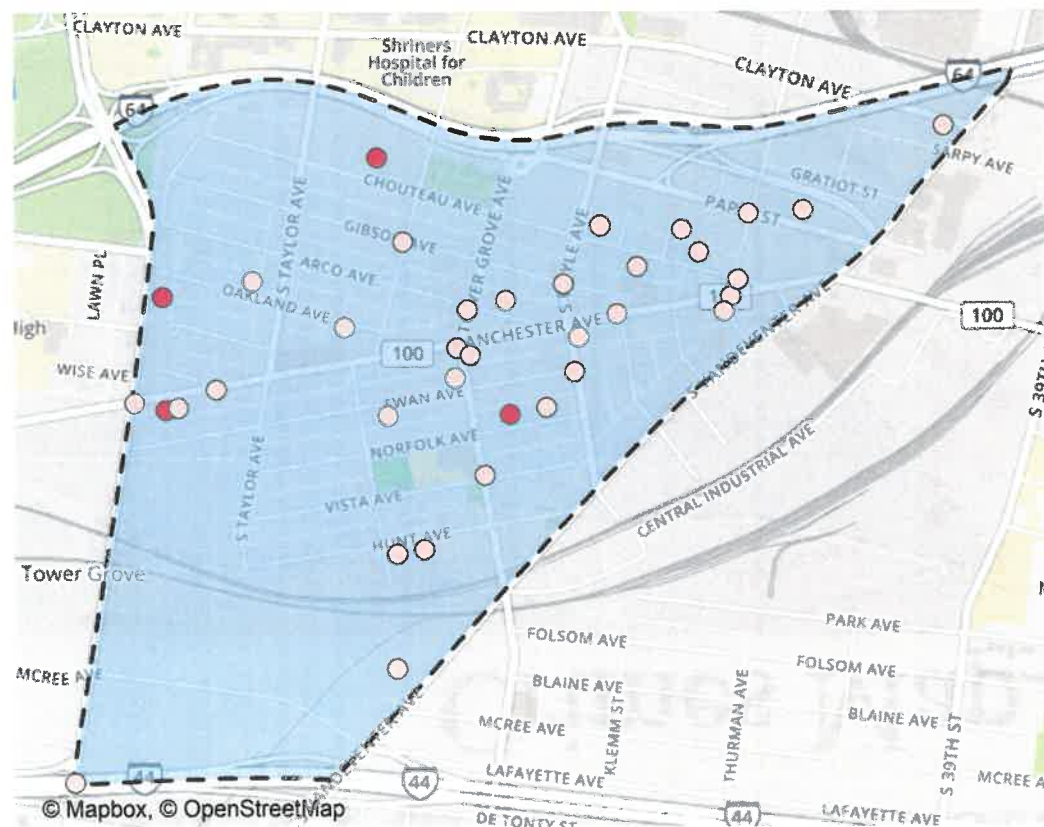 CLAYTON AVE
CLAYTON AVE
Shriners
Hospital for
Children
CLAYTON AVE
64
64
SARPY AVE
GRATIOT ST
CHOUTEAU AVE
S TAYLOR AVE
GIBSON AVE
ARCO AVE
LAWN PL
OAKLAND AVE
100
High
MANCHESTER AVE
100
WISE AVE
SWAN AVE
S 39TH
NORFOLK AVE
S TAYLOR AVE
VISTA AVE
CENTRAL INDUSTRIAL AVE
HUNT AVE
Tower Grove
PARK AVE
FOLSOM AVE
FOLSOM AVE
MCREE AVE
BLAINE AVE
BLAINE AVE
MCREE AVE
KLEMM ST
THURMAN AVE
S 39TH ST
MCREE A
44
44
LAFAYETTE AVE
44
LAFAYETTE AVE
© Mapbox, © OpenStreetMap
DE TONTY ST